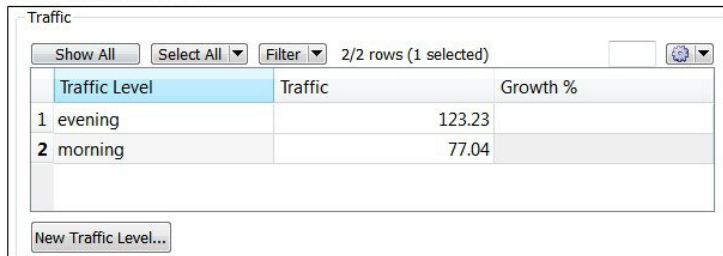 Traffic
Show All Select All Filter 2/2 rows (1 selected)
Traffic Level Traffic Growth %
1 evening 123.23
2 morning 77.04
New Traffic Level...